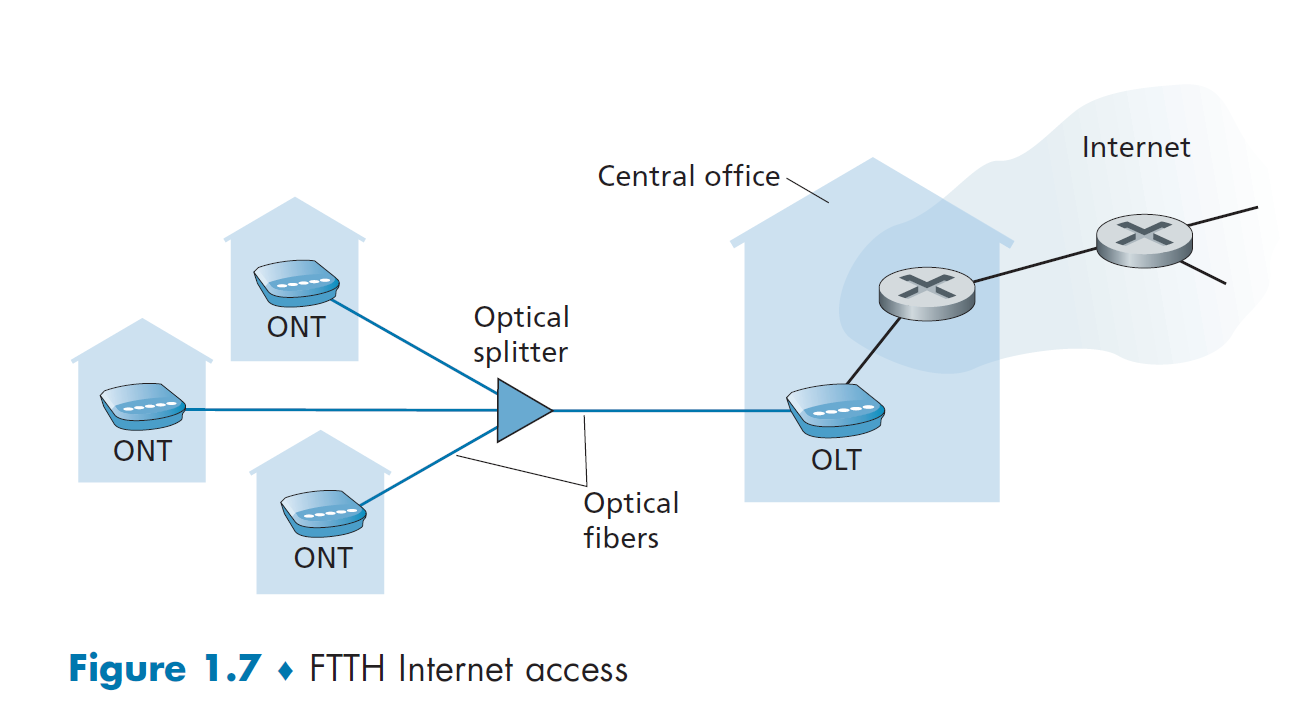 Internet
Central office
ONT
Optical
splitter
ONT
OLT
Optical
fibers
ONT
Figure 1.7 ♦ FTTH Internet access